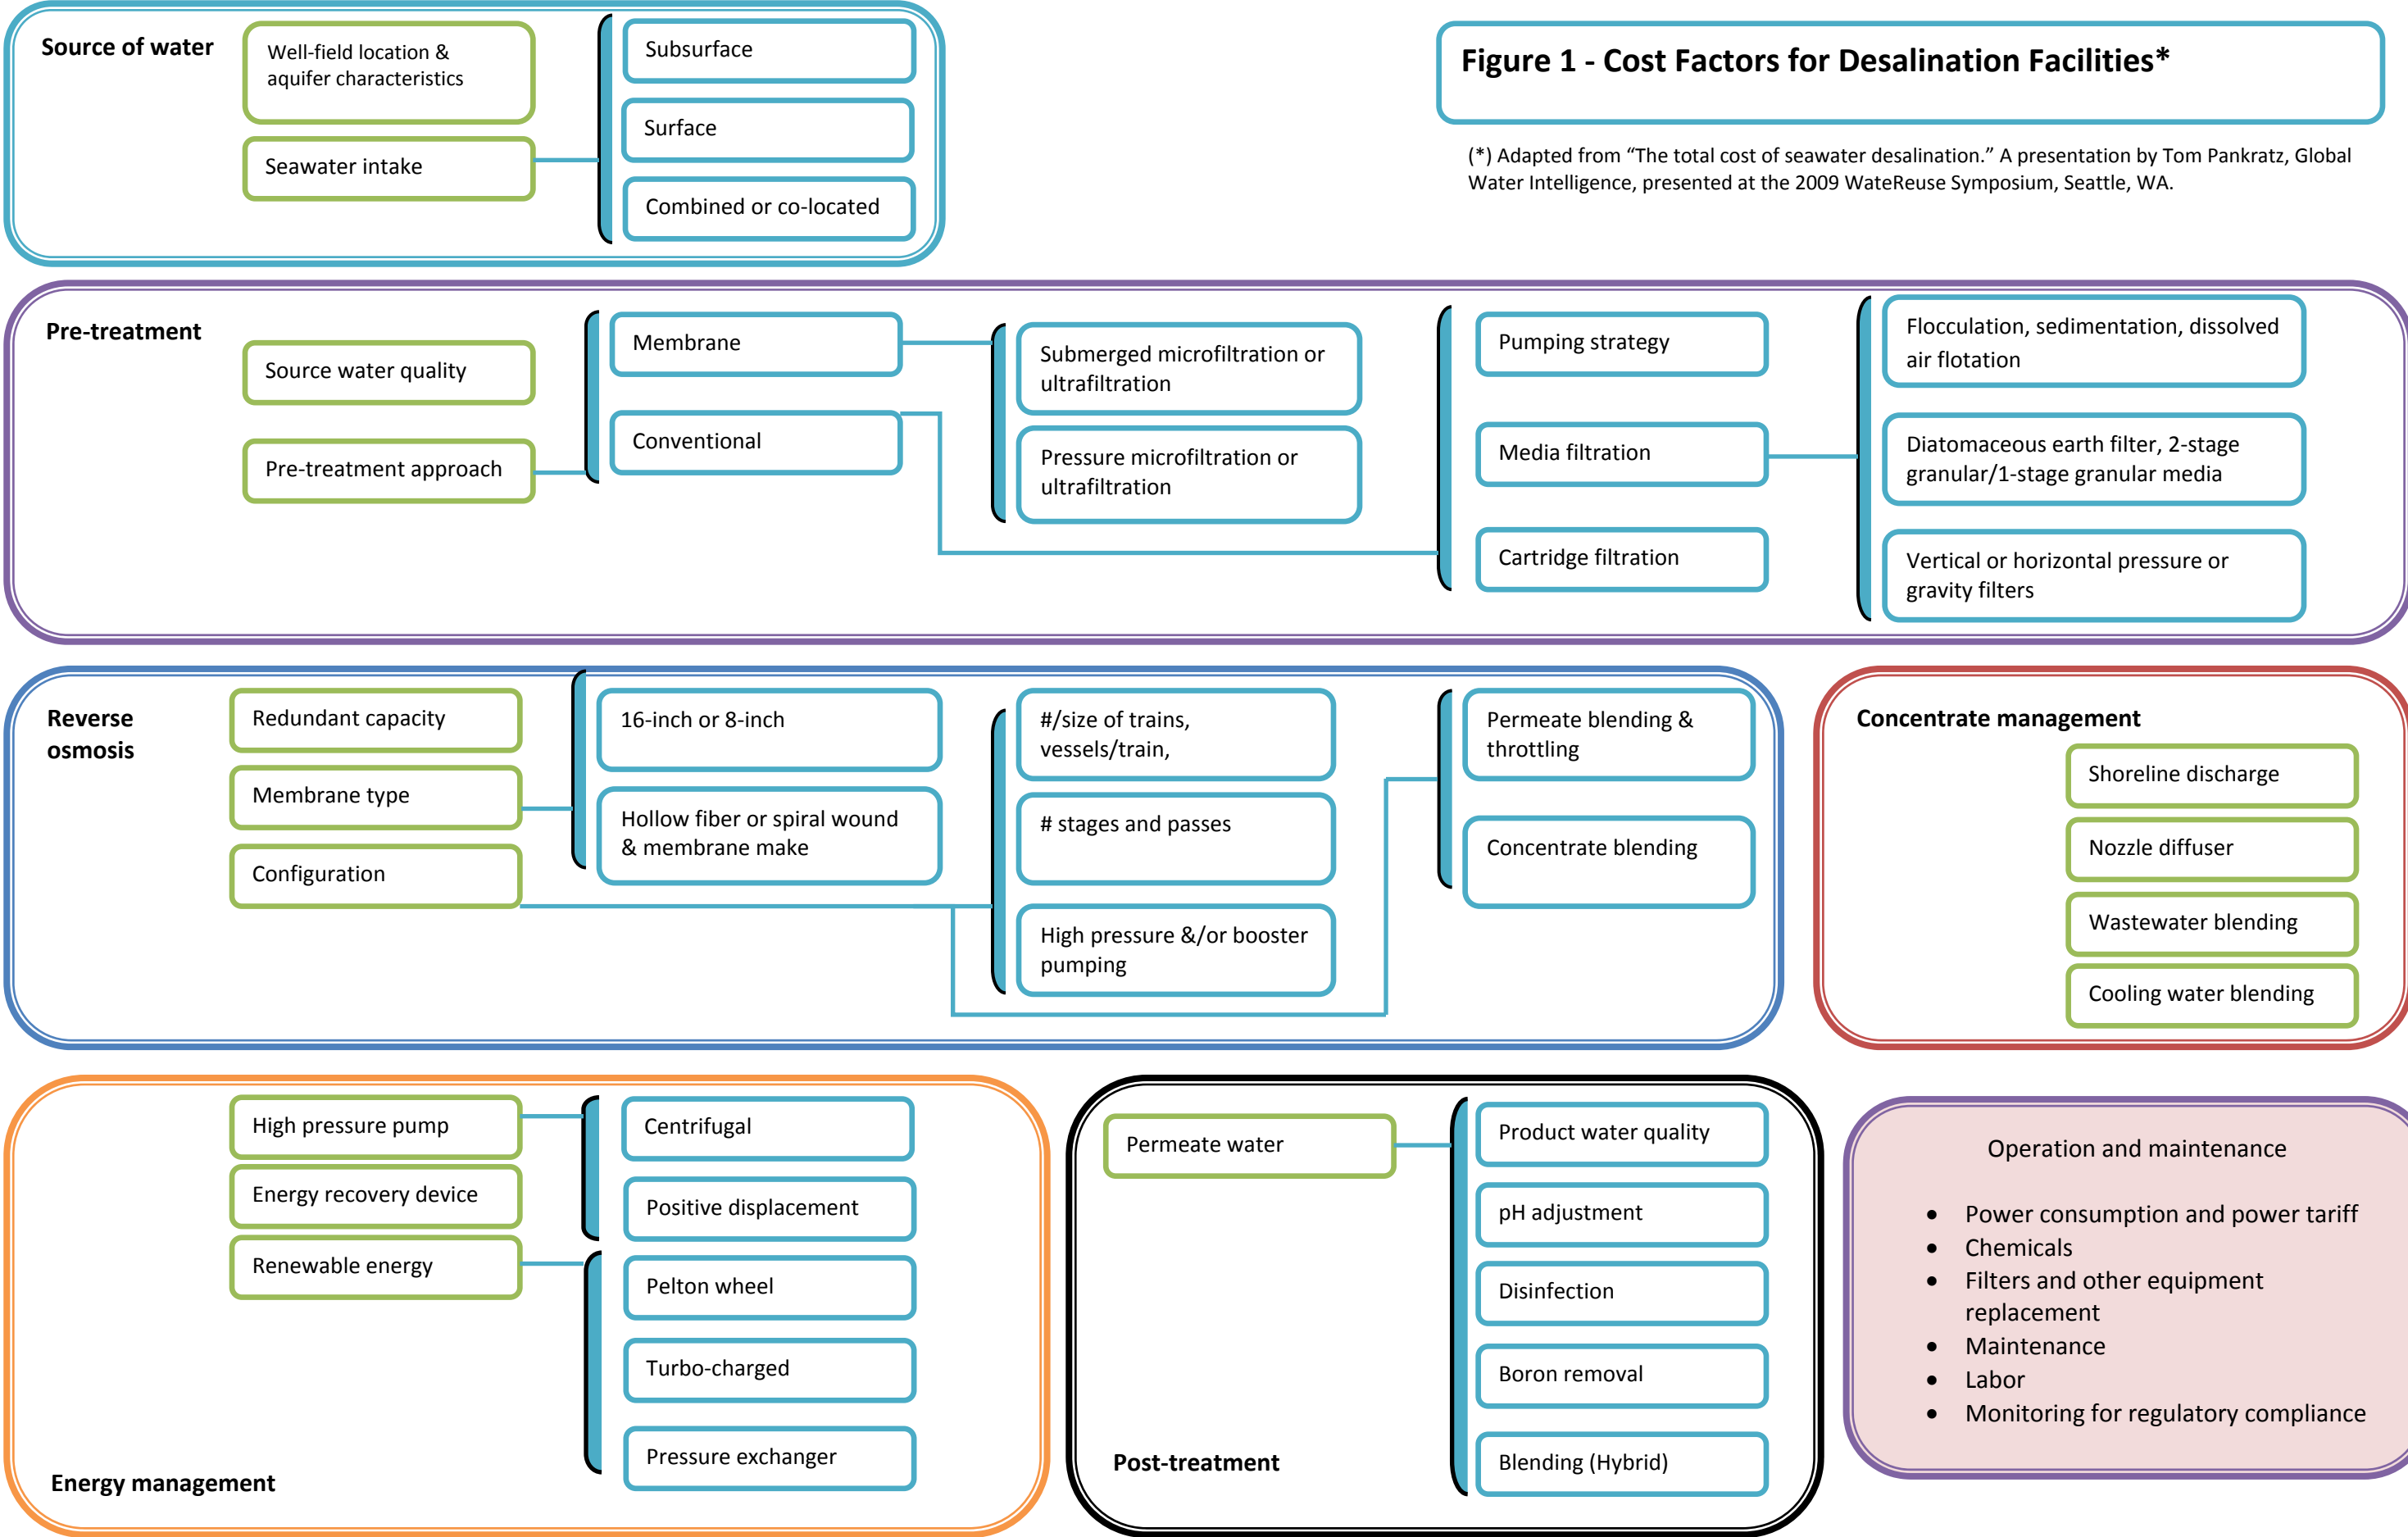 Source of water
Well-field location &
aquifer characteristics
Seawater intake
Subsurface
Surface
Combined or co-located
Figure 1 - Cost Factors for Desalination Facilities*
(*) Adapted from “The total cost of seawater desalination.” A presentation by Tom Pankratz, Global
Water Intelligence, presented at the 2009 WateReuse Symposium, Seattle, WA.
Pre-treatment
Source water quality
Pre-treatment approach
Membrane
Conventional
Submerged microfiltration or
ultrafiltration
Pressure microfiltration or
ultrafiltration
Pumping strategy
Media filtration
Cartridge filtration
Flocculation, sedimentation, dissolved
air flotation
Diatomaceous earth filter, 2-stage
granular/1-stage granular media
Vertical or horizontal pressure or
gravity filters
Reverse
osmosis
Redundant capacity
Membrane type
Configuration
16-inch or 8-inch
Hollow fiber or spiral wound
& membrane make
#/size of trains,
vessels/train,
# stages and passes
High pressure &/or booster
pumping
Permeate blending &
throttling
Concentrate blending
Concentrate management
Shoreline discharge
Nozzle diffuser
Wastewater blending
Cooling water blending
High pressure pump
Energy recovery device
Renewable energy
Centrifugal
Positive displacement
Pelton wheel
Turbo-charged
Pressure exchanger
Energy management
Permeate water
Product water quality
pH adjustment
Disinfection
Boron removal
Blending (Hybrid)
Post-treatment
Operation and maintenance
• Power consumption and power tariff
• Chemicals
• Filters and other equipment
replacement
• Maintenance
• Labor
• Monitoring for regulatory compliance